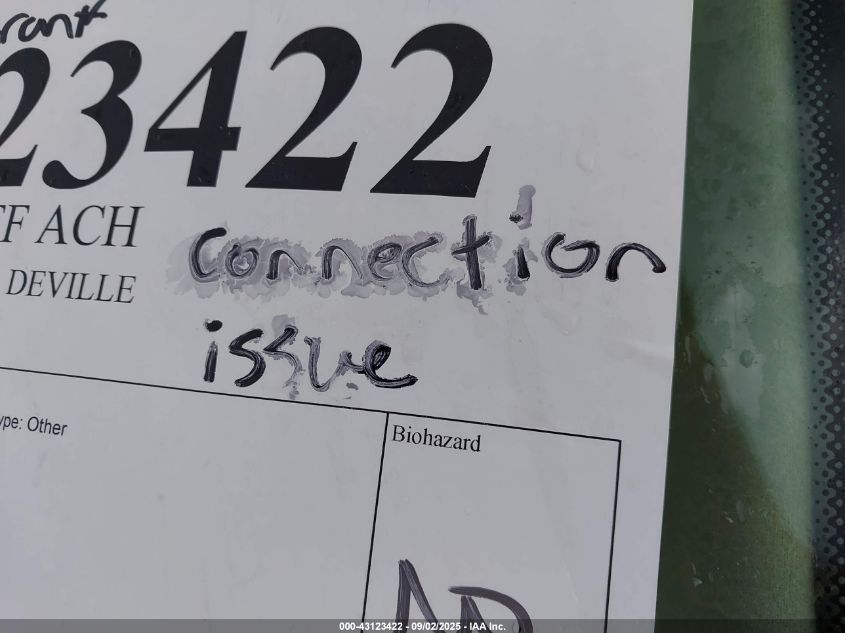 23422
ACH
DEVILLE
connection
issue
ype: Other
Biohazard
000-43123422 - 09/02/2025 - IAA Inc.